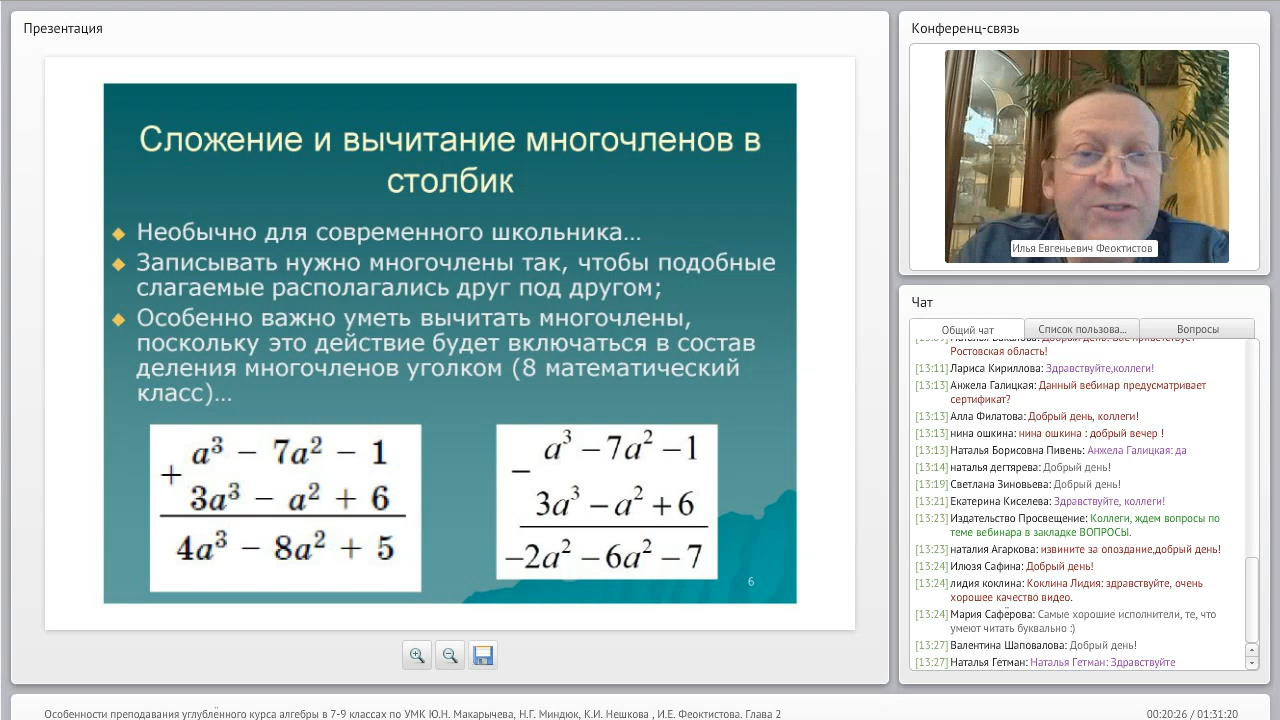 Презентация
Сложение и вычитание многочленов в
столбик
Необычно для современного школьника…
Записывать нужно многочлены так, чтобы подобные
слагаемые располагались друг под другом;
Особенно важно уметь вычитать многочлены,
поскольку это действие будет включаться в состав
деления многочленов уголком (8 математический
класс)…
a³ − 7a² − 1
+
3a³ − a² + 6
4a³ − 8a² + 5
a³ − 7a² − 1
−
3a³ − a² + 6
−2a² − 6a² − 7
6
Конференц-связь
Илья Евгеньевич Феоктистов
Чат
Общий чат
Список пользова...
Вопросы
Ростовская область!
[13:11] Лариса Кириллова: Здравствуйте,коллеги!
[13:13] Анжела Галицкая: Данный вебинар предусматривает
сертификат?
[13:13] Алла Филатова: Добрый день, коллеги!
[13:13] нина ошкина: нина ошкина : добрый вечер !
[13:13] Наталья Борисовна Пивень: Анжела Галицкая: да
[13:14] наталья дегтярева: Добрый день!
[13:19] Светлана Зиновьева: Добрый день!
[13:21] Екатерина Киселева: Здравствуйте, коллеги!
[13:23] Издательство Просвещение: Коллеги, ждем вопросы по
теме вебинара в закладке ВОПРОСЫ.
[13:23] наталия Агаркова: извините за опоздание,добрый день!
[13:24] Илюзя Сафина: Добрый день!
[13:24] лидия коклина: Коклина Лидия: здравствуйте, очень
хорошее качество видео.
[13:24] Мария Сафёрова: Самые хорошие исполнители, те, что
умеют читать буквально :)
[13:27] Валентина Шаповалова: Добрый день!
[13:27] Наталья Гетман: Наталья Гетман: Здравствуйте
Особенности преподавания углублённого курса алгебры в 7-9 классах по УМК Ю.Н. Макарычева, Н.Г. Миндюк, К.И. Нешкова , И.Е. Феоктистова. Глава 2
00:20:26 / 01:31:20